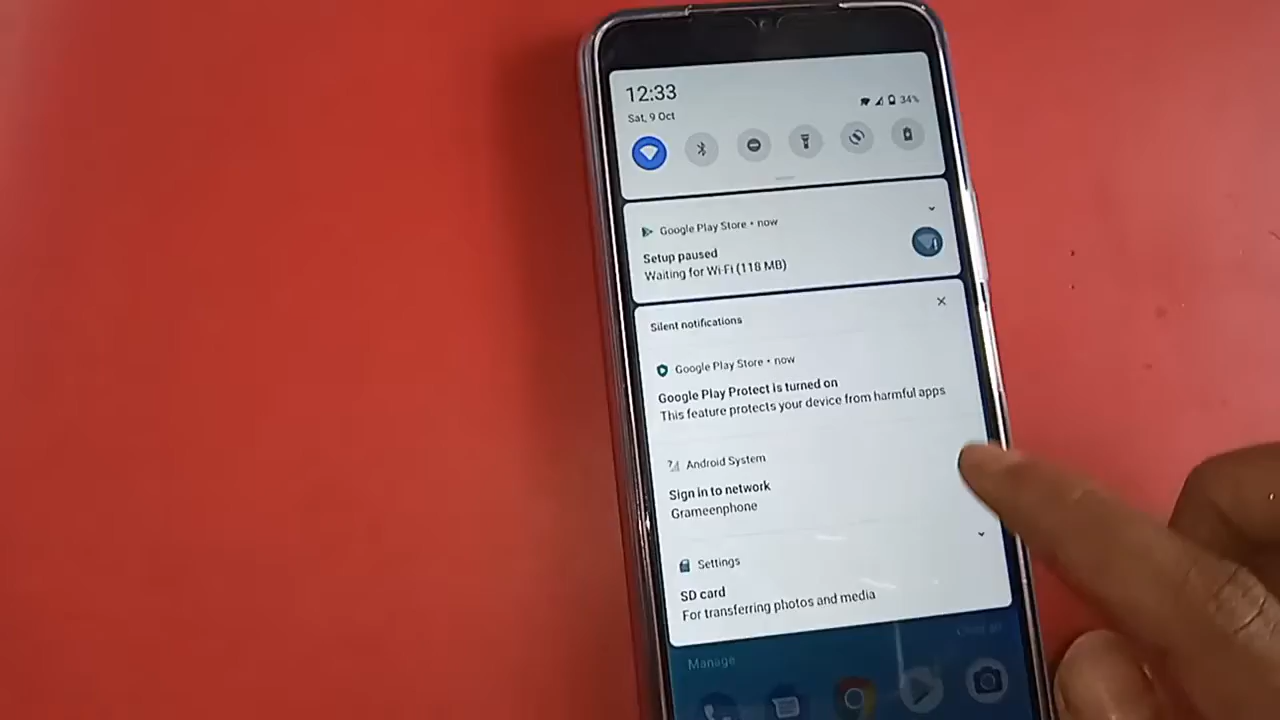 12:33
34%
Sat, 9 Oct
Google Play Store • now
Setup paused
Waiting for Wi-Fi (118 MB)
Silent notifications
Google Play Store • now
Google Play Protect is turned on
This feature protects your device from harmful apps
Android System
Sign in to network
Grameenphone
Settings
SD card
For transferring photos and media
Clear all
Manage